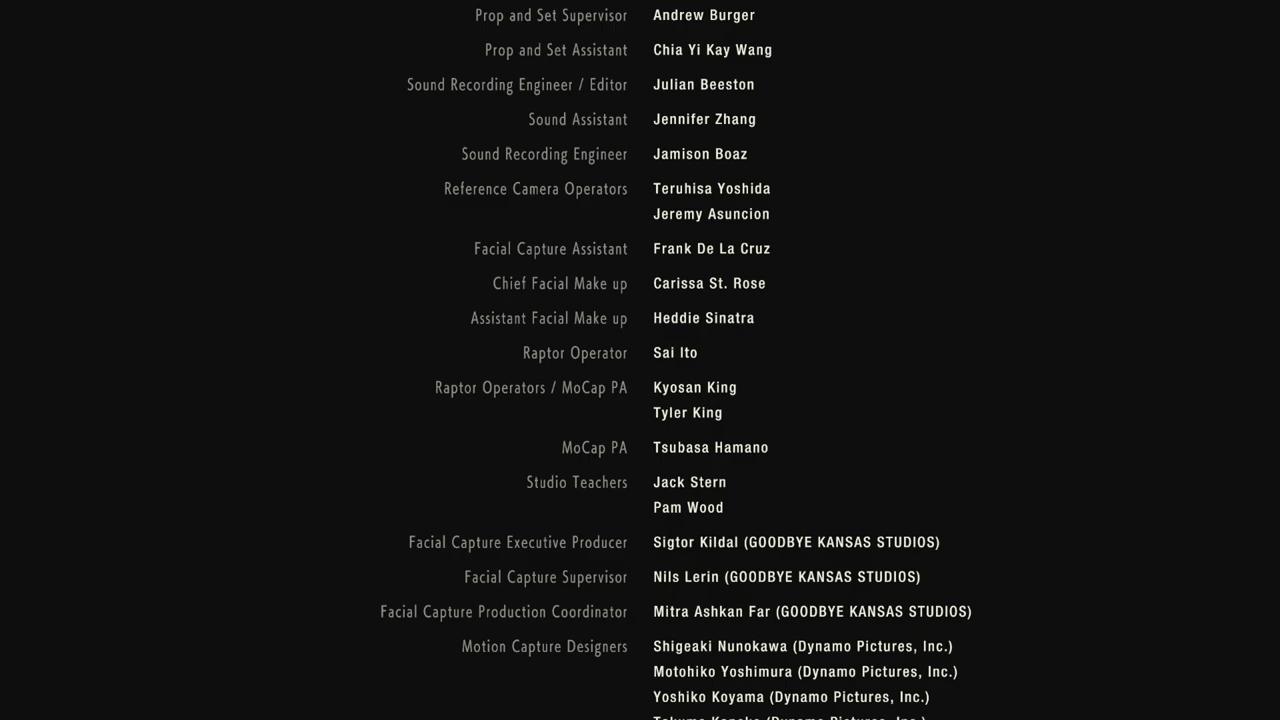 Prop and Set Supervisor Andrew Burger
Prop and Set Assistant Chia Yi Kay Wang
Sound Recording Engineer / Editor Julian Beeston
Sound Assistant Jennifer Zhang
Sound Recording Engineer Jamison Boaz
Reference Camera Operators Teruhisa Yoshida
Jeremy Asuncion
Facial Capture Assistant Frank De La Cruz
Chief Facial Make up Carissa St. Rose
Assistant Facial Make up Heddie Sinatra
Raptor Operator Sai Ito
Raptor Operators / MoCap PA Kyosan King
Tyler King
MoCap PA Tsubasa Hamano
Studio Teachers Jack Stern
Pam Wood
Facial Capture Executive Producer Sigtor Kildal (GOODBYE KANSAS STUDIOS)
Facial Capture Supervisor Nils Lerin (GOODBYE KANSAS STUDIOS)
Facial Capture Production Coordinator Mitra Ashkan Far (GOODBYE KANSAS STUDIOS)
Motion Capture Designers Shigeaki Nunokawa (Dynamo Pictures, Inc.)
Motohiko Yoshimura (Dynamo Pictures, Inc.)
Yoshiko Koyama (Dynamo Pictures, Inc.)